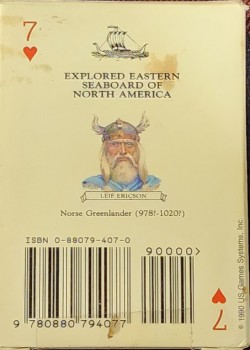 7
EXPLORED EASTERN
SEABOARD OF
NORTH AMERICA
LEIF ERICSON
Norse Greenlander (978?-1020?)
ISBN 0-88079-407-0
90000>
9 780880 794077
© 1990 US Games Systems, Inc
7